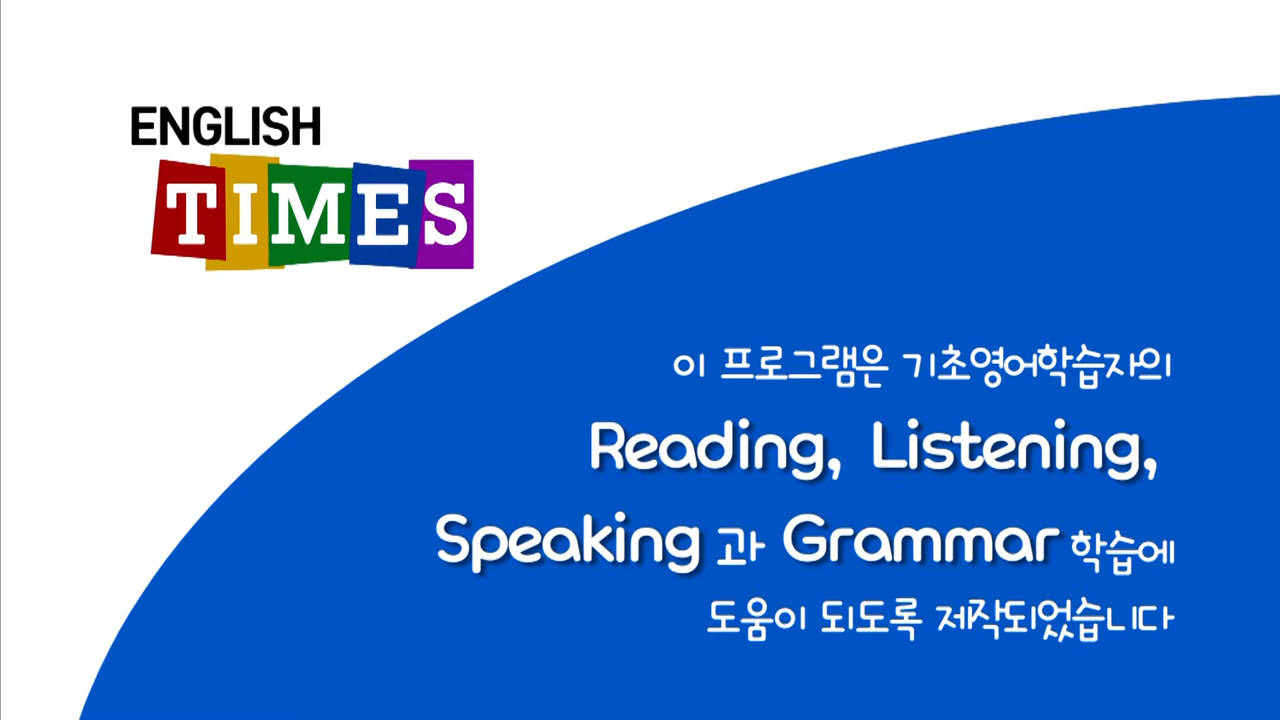 ENGLISH
TIMES
이 프로그램은 기초영어학습자의
Reading, Listening,
Speaking 과 Grammar 학습에
도움이 되도록 제작되었습니다